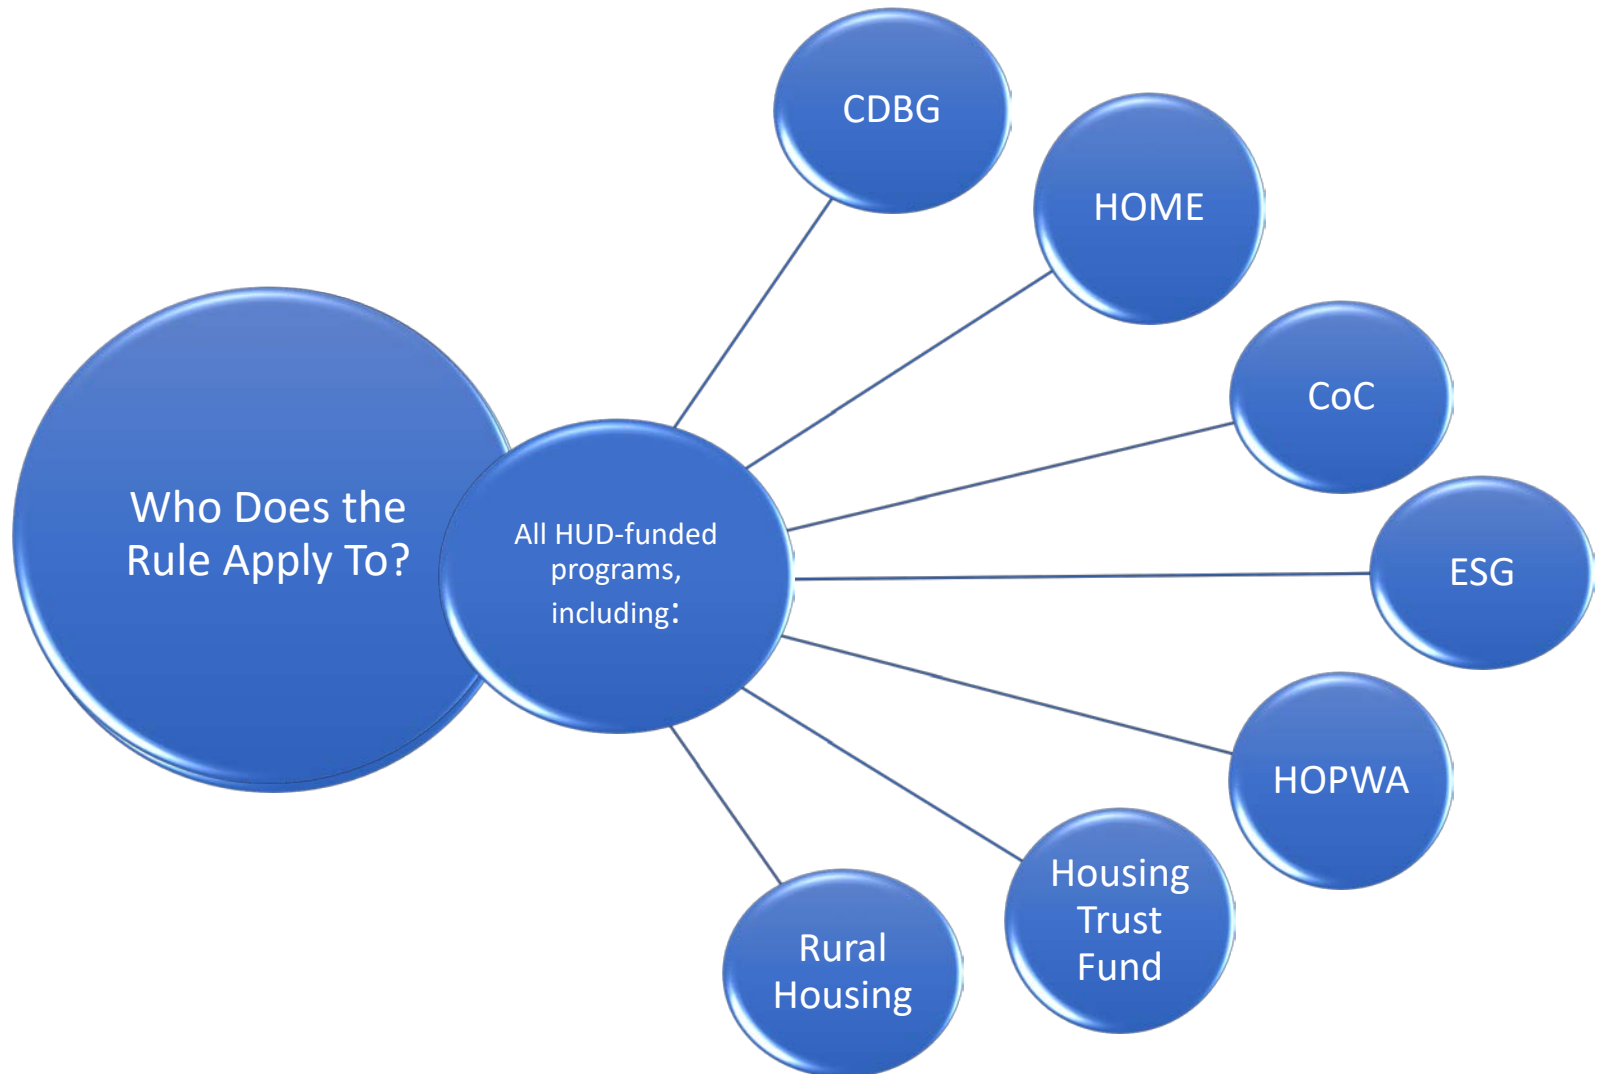 Who Does the
Rule Apply To?
All HUD-funded
programs,
including:
CDBG
HOME
CoC
ESG
HOPWA
Housing
Trust
Fund
Rural
Housing